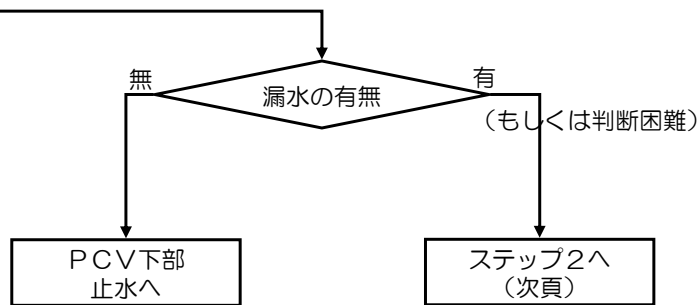 無
有
漏水の有無
（もしくは判断困難）
ＰＣＶ下部
止水へ
ステップ２へ
（次頁）